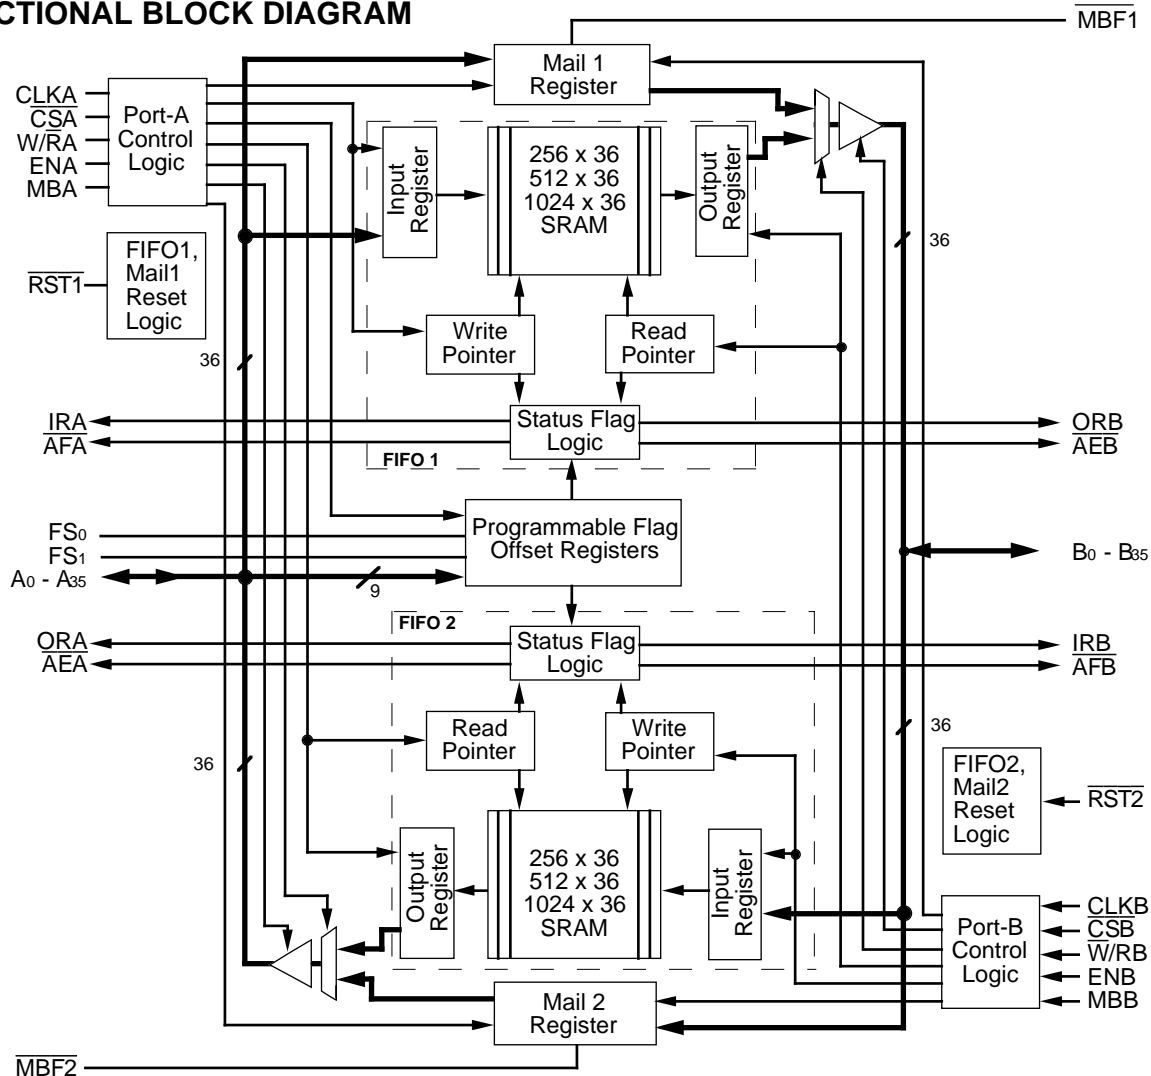 CTIONAL BLOCK DIAGRAM
MBF1
Mail 1
Register
CLKA
CSA
W/RA
ENA
MBA
Port-A
Control
Logic
Input
Register
256 x 36
512 x 36
1024 x 36
SRAM
Output
Register
36
RST1
FIFO1,
Mail1
Reset
Logic
Write
Pointer
Read
Pointer
36
IRA
AFA
Status Flag
Logic
ORB
AEB
FIFO 1
FS0
FS1
A0 - A35
Programmable Flag
Offset Registers
9
B0 - B35
FIFO 2
ORA
AEA
Status Flag
Logic
IRB
AFB
Read
Pointer
Write
Pointer
36
36
FIFO2,
Mail2
Reset
Logic
RST2
Output
Register
256 x 36
512 x 36
1024 x 36
SRAM
Input
Register
Port-B
Control
Logic
CLKB
CSB
W/RB
ENB
MBB
Mail 2
Register
MBF2